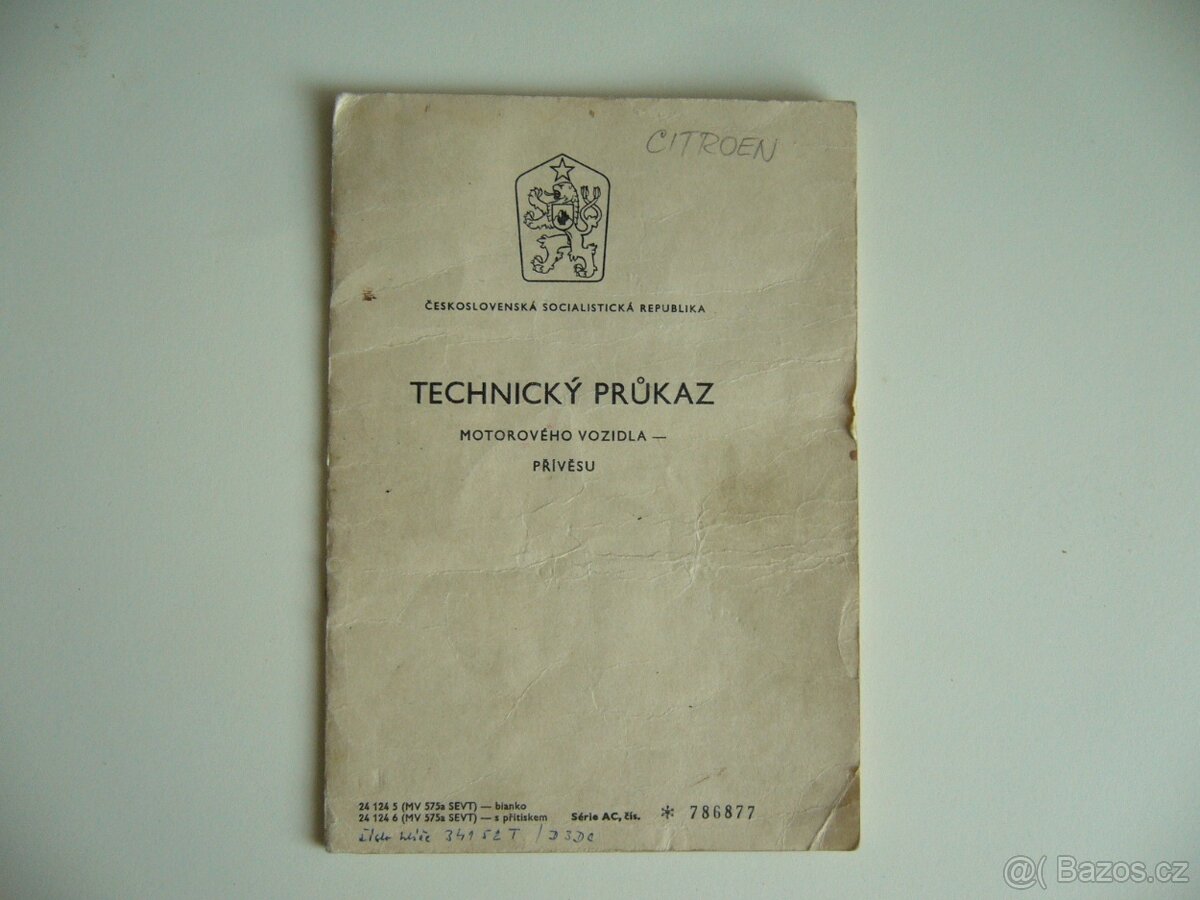 CITROEN
ČESKOSLOVENSKÁ SOCIALISTICKÁ REPUBLIKA
TECHNICKÝ PRŮKAZ
MOTOROVÉHO VOZIDLA —
PŘÍVĚSU
24 124 5 (MV 575a SEVT) — bianko
24 124 6 (MV 575a SEVT) — s přítiskem Série AC, čís. * 786877
34152 T /
@( Bazos.cz